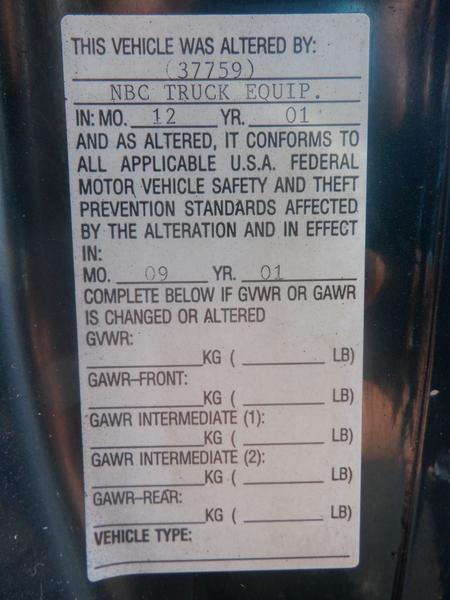 THIS VEHICLE WAS ALTERED BY:
(37759)
NBC TRUCK EQUIP.
IN: MO. 12 YR. 01
AND AS ALTERED, IT CONFORMS TO
ALL APPLICABLE U.S.A. FEDERAL
MOTOR VEHICLE SAFETY AND THEFT
PREVENTION STANDARDS AFFECTED
BY THE ALTERATION AND IN EFFECT
IN:
MO. 09 YR. 01
COMPLETE BELOW IF GVWR OR GAWR
IS CHANGED OR ALTERED
GVWR:
KG ( LB)
GAWR–FRONT:
KG ( LB)
GAWR INTERMEDIATE (1):
KG ( LB)
GAWR INTERMEDIATE (2):
KG ( LB)
GAWR–REAR:
KG ( LB)
VEHICLE TYPE: